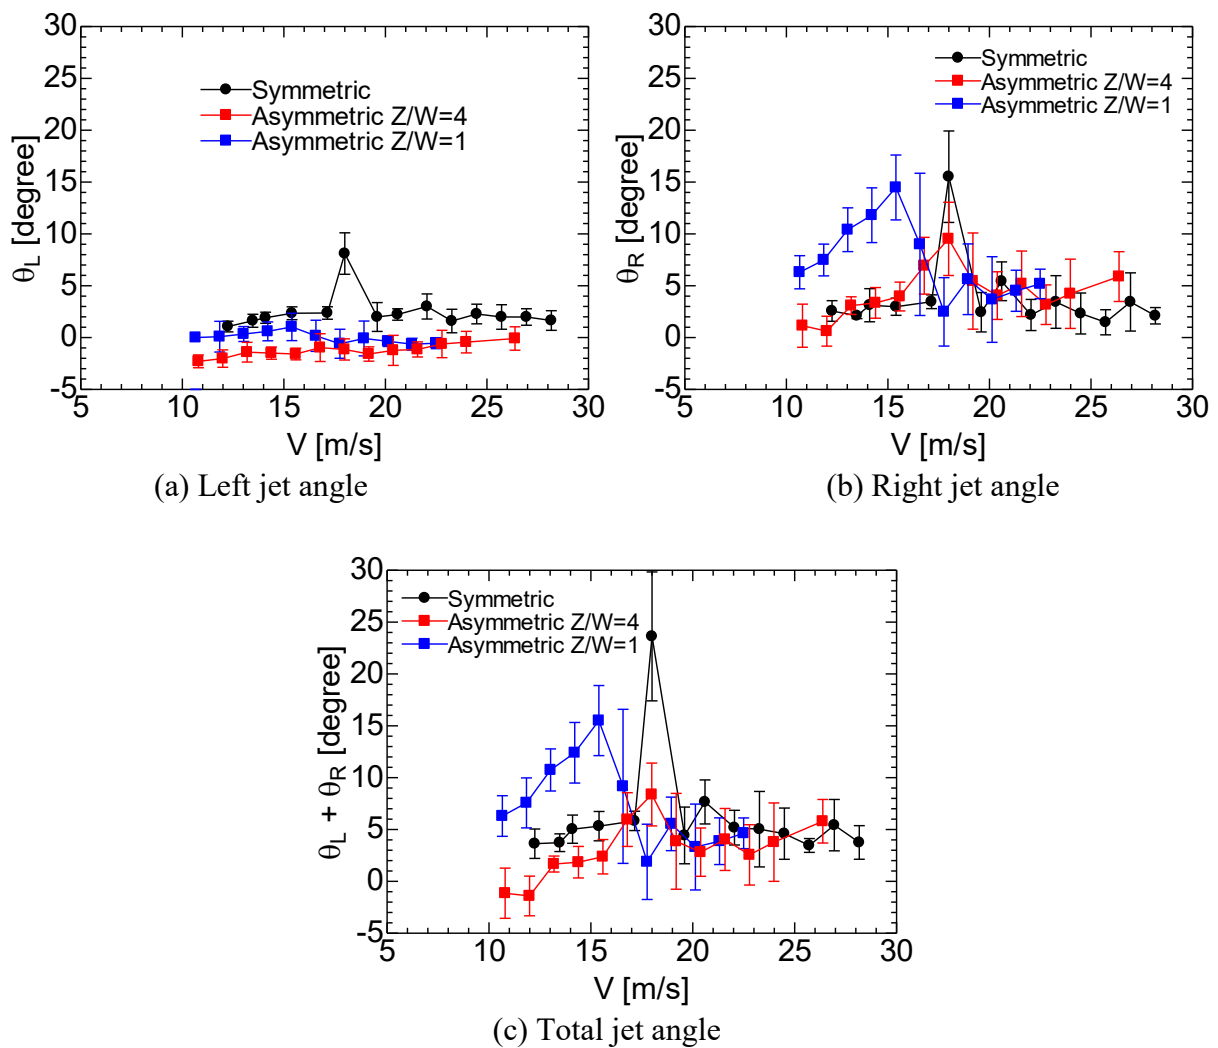 30
25
20
15
10
5
0
-5
θL [degree]
Symmetric
Asymmetric Z/W=4
Asymmetric Z/W=1
5 10 15 20 25 30
V [m/s]
(a) Left jet angle
30
25
20
15
10
5
0
-5
θR [degree]
Symmetric
Asymmetric Z/W=4
Asymmetric Z/W=1
5 10 15 20 25 30
V [m/s]
(b) Right jet angle
30
25
20
15
10
5
0
-5
θL + θR [degree]
Symmetric
Asymmetric Z/W=4
Asymmetric Z/W=1
5 10 15 20 25 30
V [m/s]
(c) Total jet angle